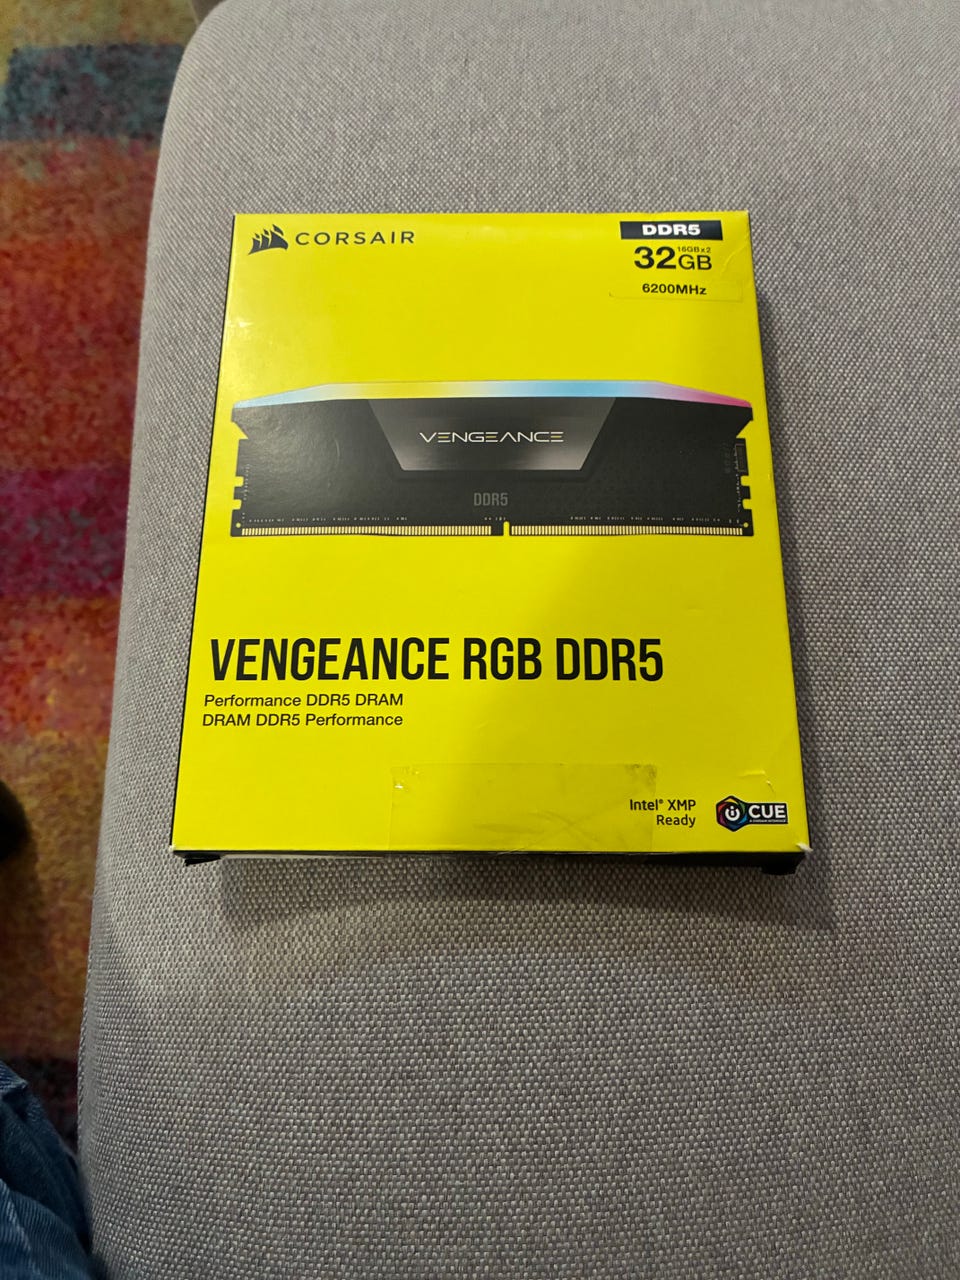 CORSAIR
DDR5
16GBx2
32GB
6200MHz
VENGEANCE
DDR5
VENGEANCE RGB DDR5
Performance DDR5 DRAM
DRAM DDR5 Performance
Intel® XMP
Ready
CUE